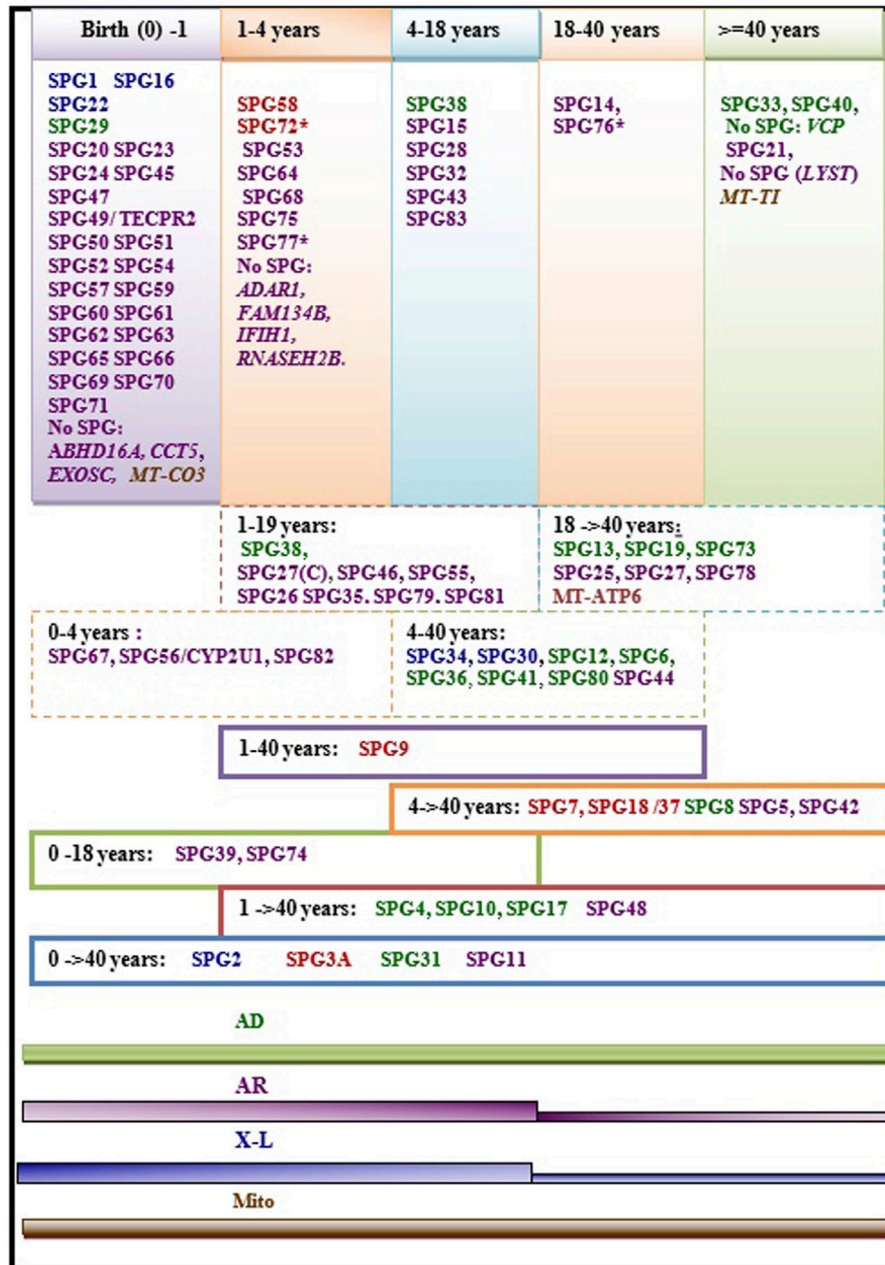 Birth (0) -1
SPG1 SPG16
SPG22
SPG29
SPG20 SPG23
SPG24 SPG45
SPG47
SPG49/ TECPR2
SPG50 SPG51
SPG52 SPG54
SPG57 SPG59
SPG60 SPG61
SPG62 SPG63
SPG65 SPG66
SPG69 SPG70
SPG71
No SPG:
ABHD16A, CCT5,
EXOSC, MT-CO3
1-4 years
SPG58
SPG72*
SPG53
SPG64
SPG68
SPG75
SPG77*
No SPG:
ADAR1,
FAM134B,
IFIH1,
RNASEH2B.
4-18 years
SPG38
SPG15
SPG28
SPG32
SPG43
SPG83
18-40 years
SPG14,
SPG76*
>=40 years
SPG33, SPG40,
No SPG: VCP
SPG21,
No SPG (LYST)
MT-TI
1-19 years:
SPG38,
SPG27(C), SPG46, SPG55,
SPG26 SPG35, SPG79, SPG81
18 ->40 years:
SPG13, SPG19, SPG73
SPG25, SPG27, SPG78
MT-ATP6
0-4 years :
SPG67, SPG56/CYP2U1, SPG82
4-40 years:
SPG34, SPG30, SPG12, SPG6,
SPG36, SPG41, SPG80 SPG44
1-40 years: SPG9
4->40 years: SPG7, SPG18 /37 SPG8 SPG5, SPG42
0 -18 years: SPG39, SPG74
1 ->40 years: SPG4, SPG10, SPG17 SPG48
0 ->40 years: SPG2 SPG3A SPG31 SPG11
AD
AR
X-L
Mito